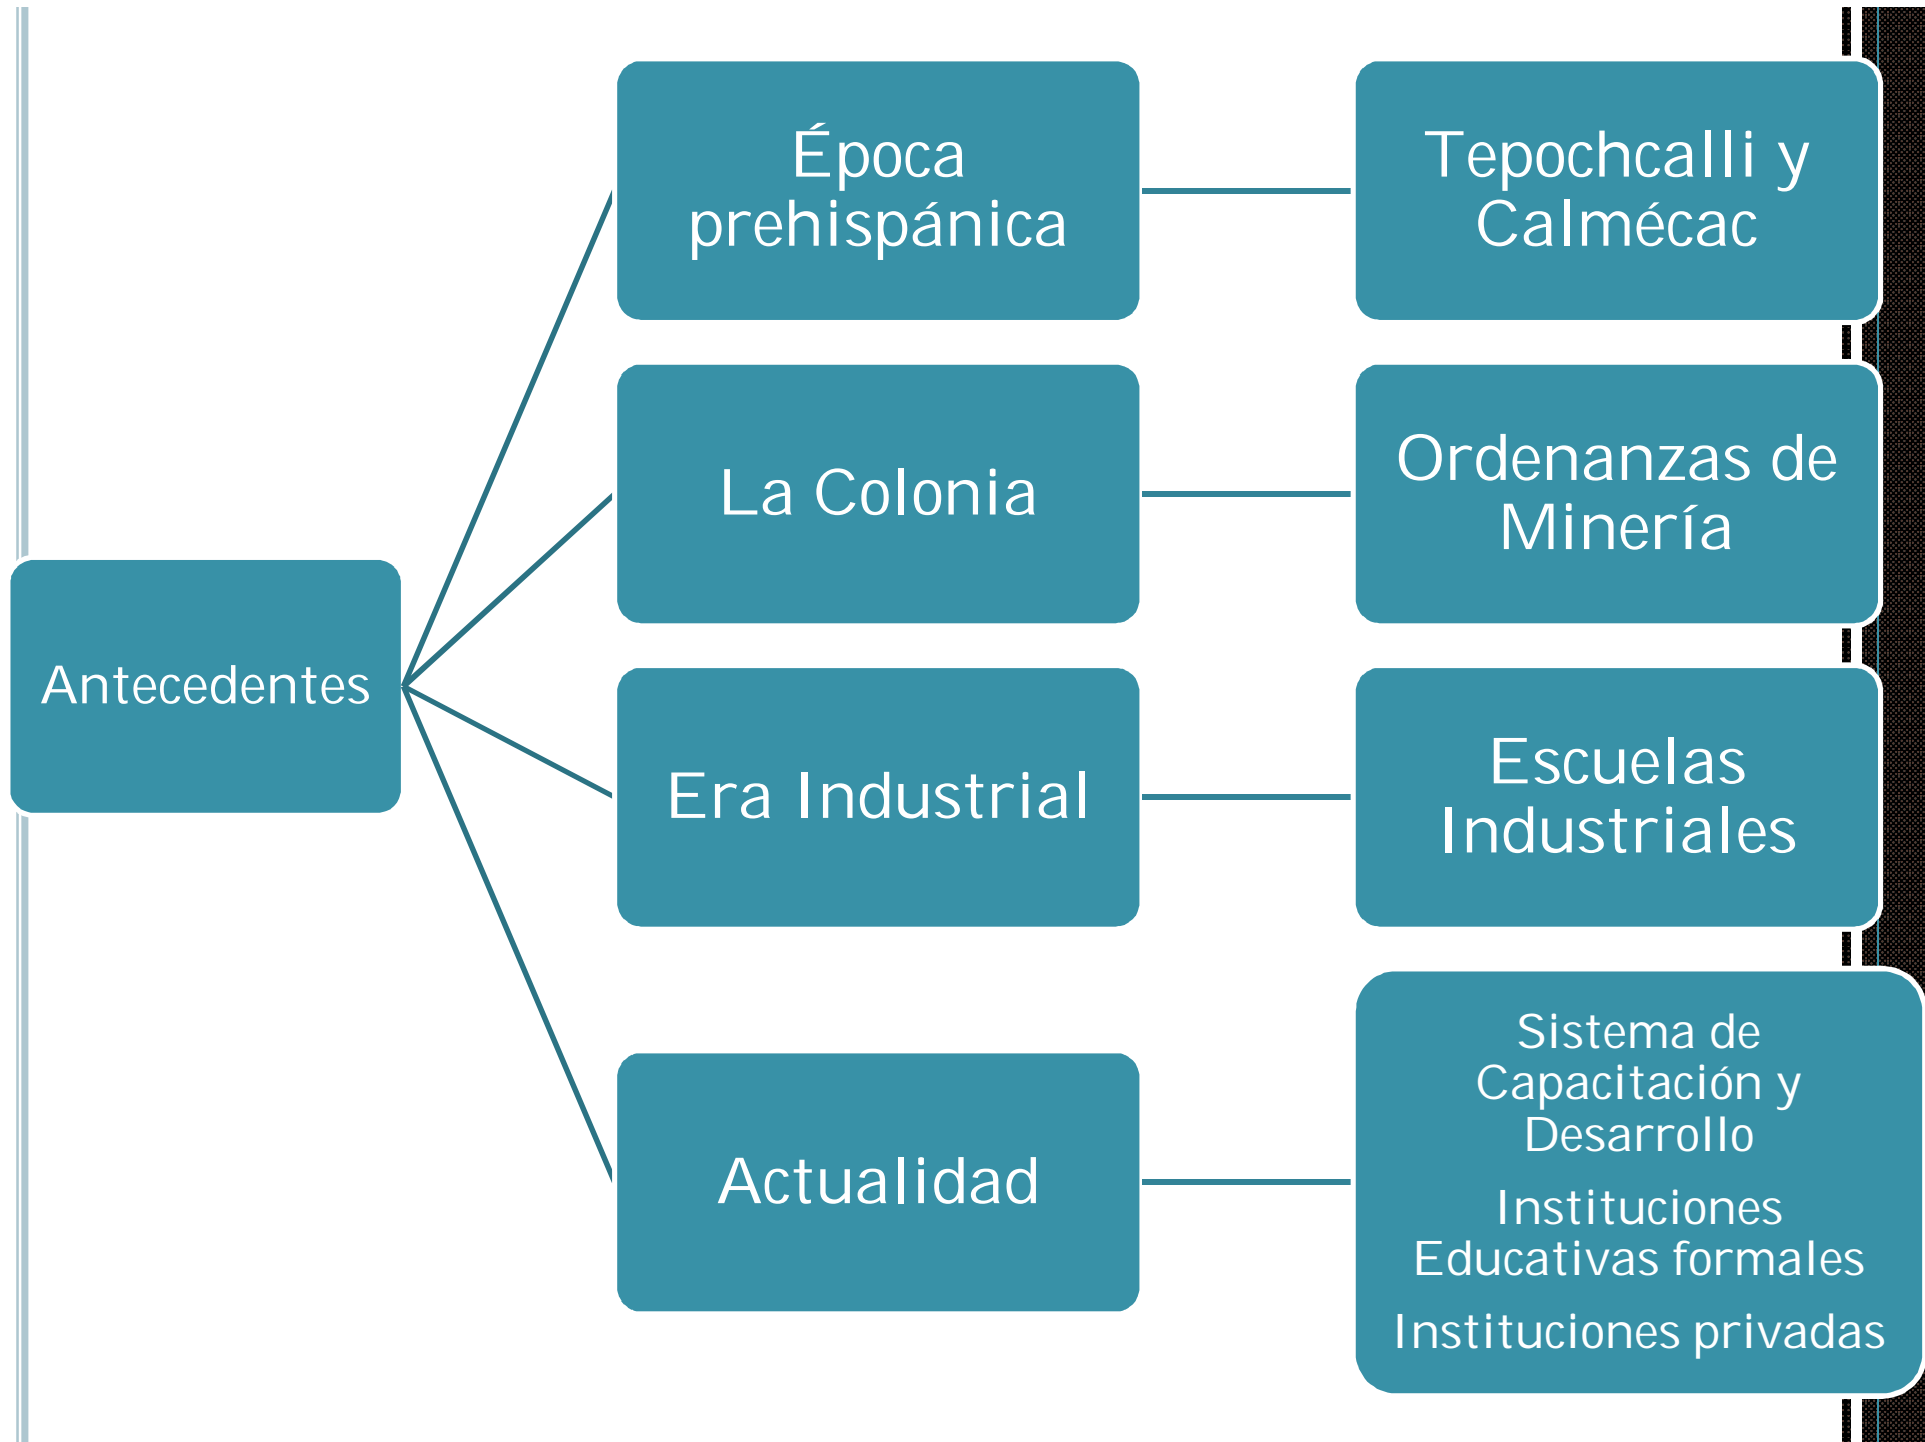 Antecedentes
Época
prehispánica
Tepochcalli y
Calmécac
La Colonia
Ordenanzas de
Minería
Era Industrial
Escuelas
Industriales
Actualidad
Sistema de
Capacitación y
Desarrollo
Instituciones
Educativas formales
Instituciones privadas